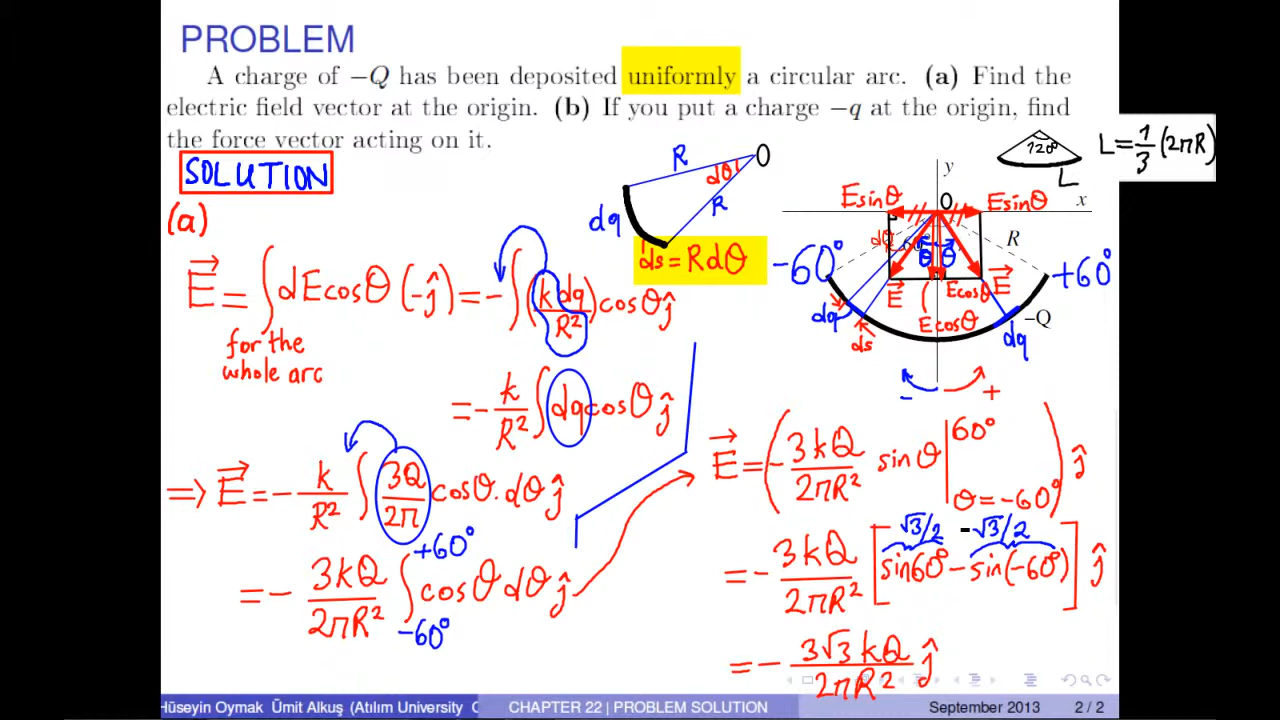 PROBLEM
A charge of −Q has been deposited uniformly a circular arc. (a) Find the
electric field vector at the origin. (b) If you put a charge −q at the origin, find
the force vector acting on it.
SOLUTION
(a)
R
O
dθ
R
dq
ds = Rdθ
120°
L
L = 1/3 (2πR)
y
x
O
Esinθ
Esinθ
R
60°
θ
θ
-60°
+60°
E⃗
E⃗
Ecosθ
Ecosθ
dq
ds
dq
−Q
-
+
E⃗ = ∫ dEcosθ (-ĵ) = - ∫ (k dq/R²) cosθ ĵ
for the
whole arc
= - k/R² ∫ dq cosθ ĵ
=> E⃗ = - k/R² ∫ 3Q/2π cosθ. dθ ĵ
= - 3kQ/2πR² ∫ +60° -60° cosθ dθ ĵ
E⃗ = (- 3kQ/2πR² sinθ | 60° θ=-60°) ĵ
√3/2 -√3/2
= - 3kQ/2πR² [sin60° - sin(-60°)] ĵ
= - 3√3 kQ/2πR² ĵ
Hüseyin Oymak Ümit Alkuş (Atılım University
CHAPTER 22 | PROBLEM SOLUTION
September 2013
2 / 2